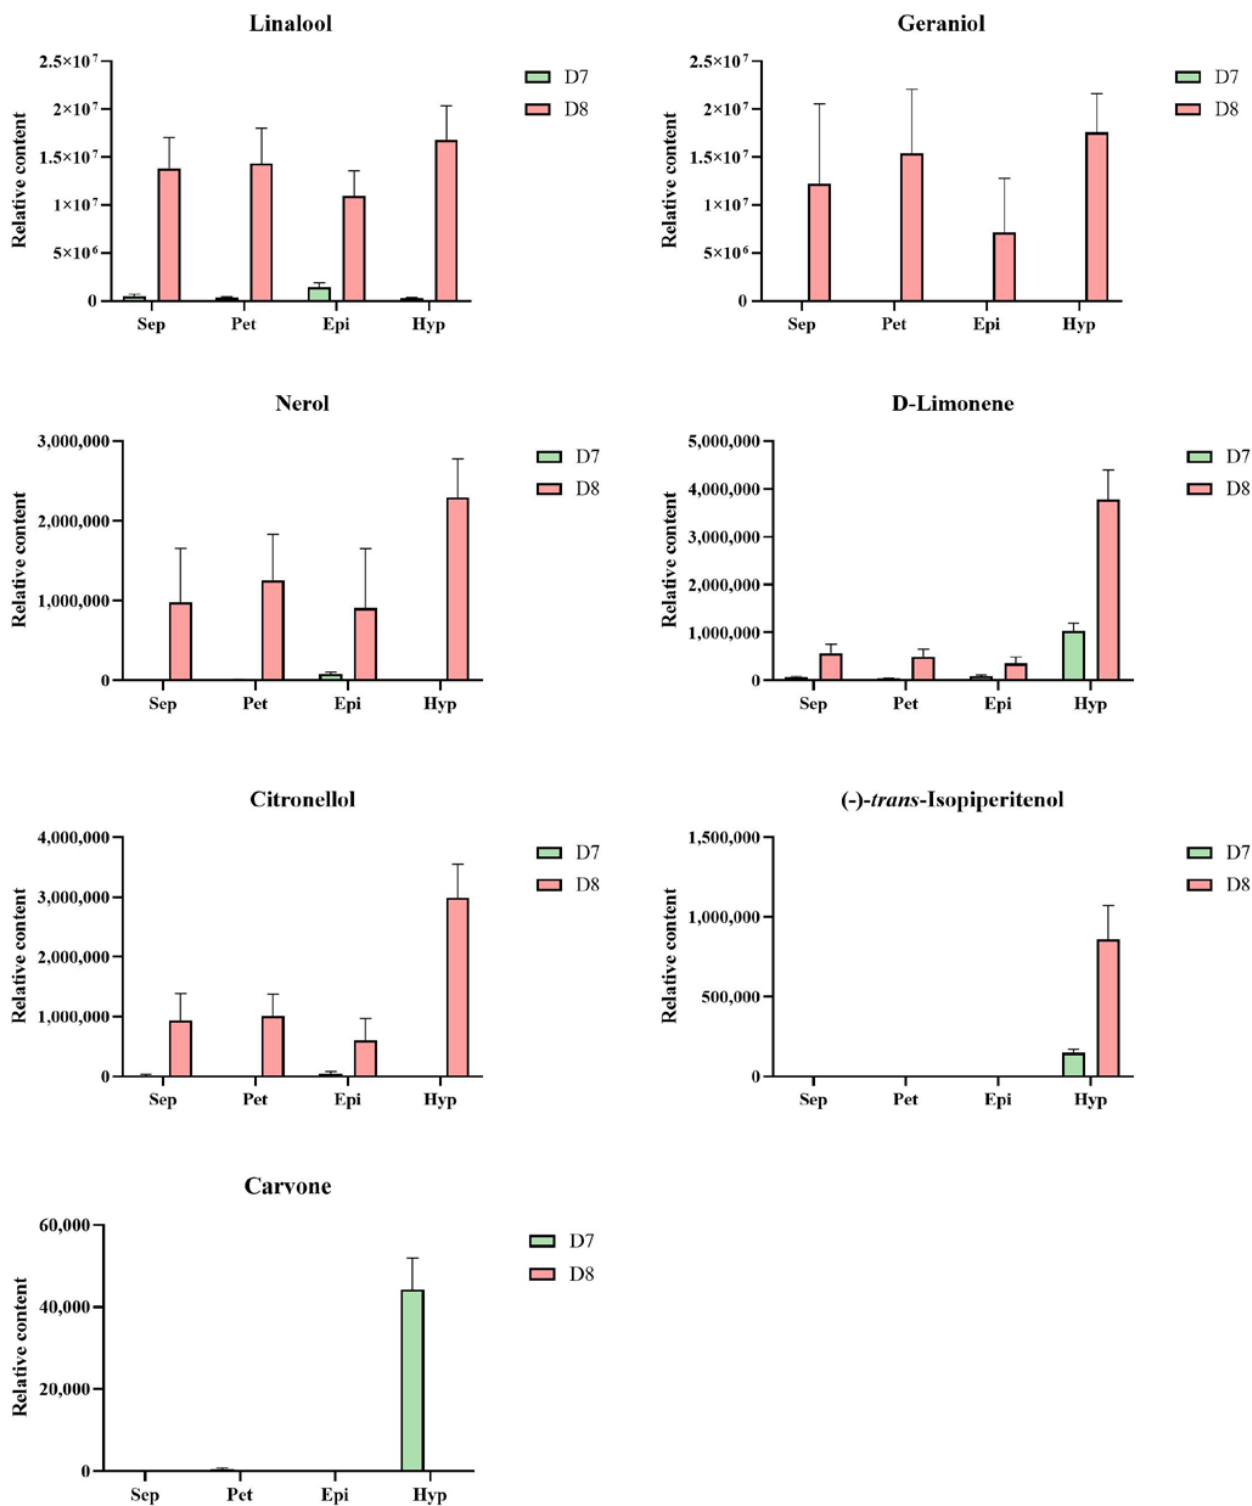 Linalool
2.5×10⁷
2×10⁷
1.5×10⁷
1×10⁷
5×10⁶
0
Relative content
Sep Pet Epi Hyp
D7
D8
Geraniol
2.5×10⁷
2×10⁷
1.5×10⁷
1×10⁷
5×10⁶
0
Relative content
Sep Pet Epi Hyp
D7
D8
Nerol
3,000,000
2,000,000
1,000,000
0
Relative content
Sep Pet Epi Hyp
D7
D8
D-Limonene
5,000,000
4,000,000
3,000,000
2,000,000
1,000,000
0
Relative content
Sep Pet Epi Hyp
D7
D8
Citronellol
4,000,000
3,000,000
2,000,000
1,000,000
0
Relative content
Sep Pet Epi Hyp
D7
D8
(-)-trans-Isopiperitenol
1,500,000
1,000,000
500,000
0
Relative content
Sep Pet Epi Hyp
D7
D8
Carvone
60,000
40,000
20,000
0
Relative content
Sep Pet Epi Hyp
D7
D8